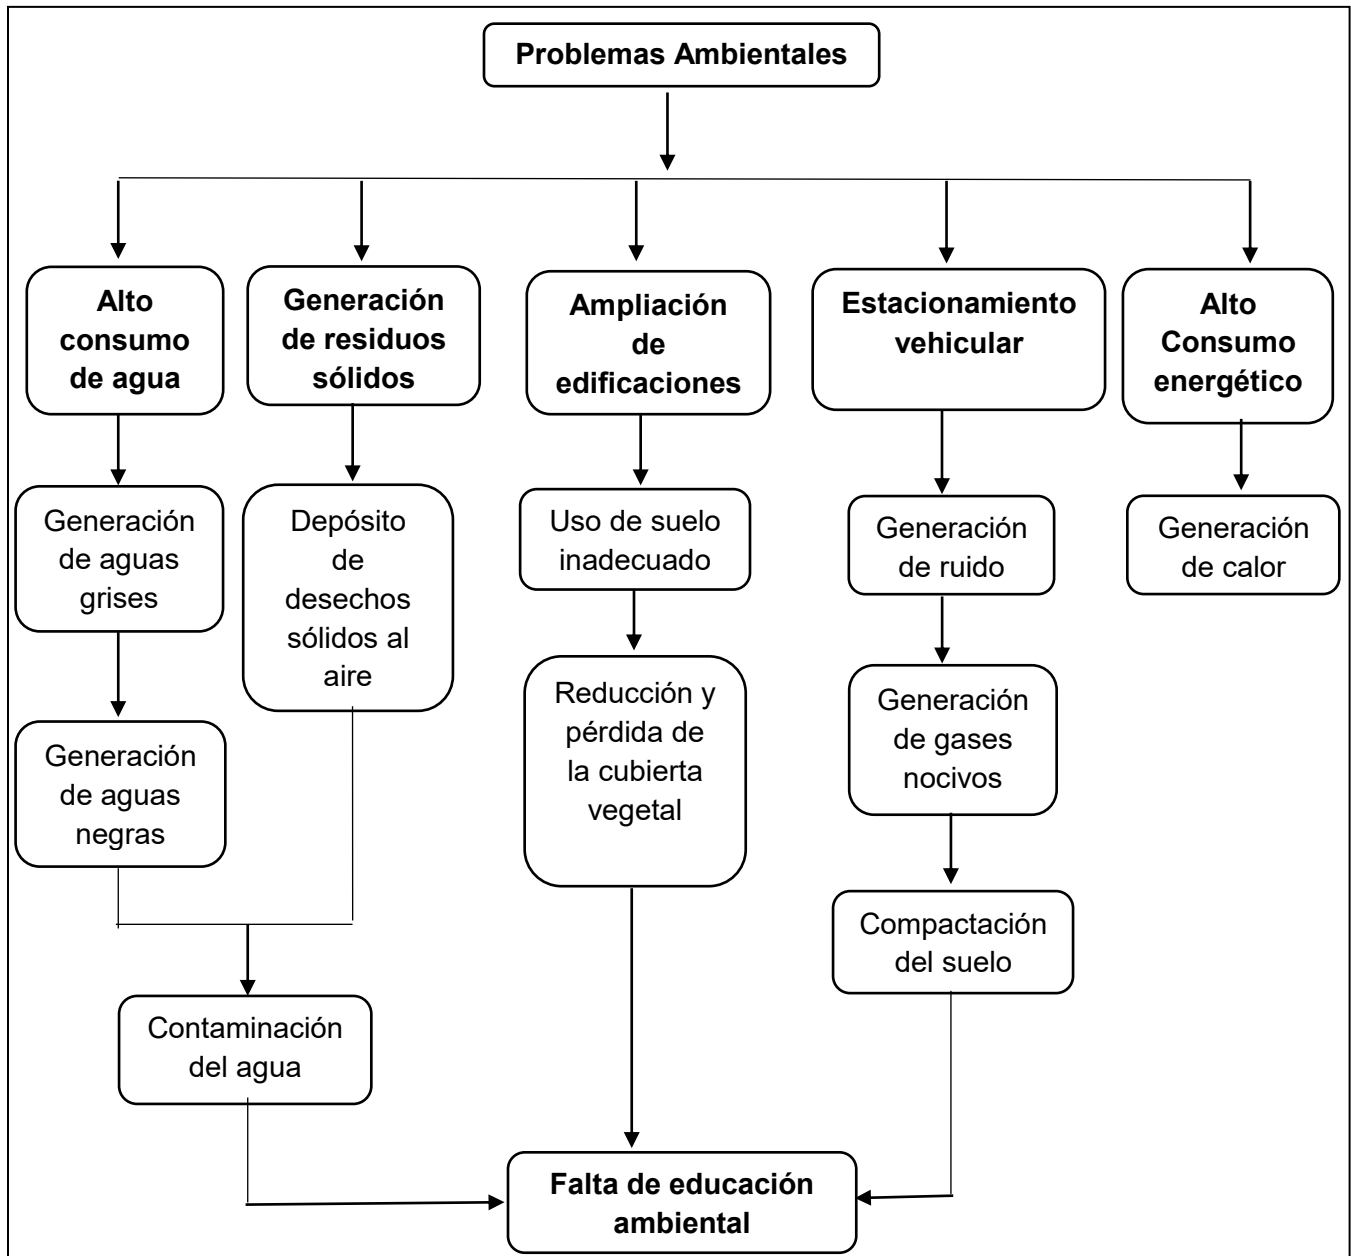 Problemas Ambientales
Alto
consumo
de agua
Generación
de residuos
sólidos
Ampliación
de
edificaciones
Estacionamiento
vehicular
Alto
Consumo
energético
Generación
de aguas
grises
Depósito
de
desechos
sólidos al
aire
Uso de suelo
inadecuado
Generación
de ruido
Generación
de calor
Generación
de aguas
negras
Reducción y
pérdida de
la cubierta
vegetal
Generación
de gases
nocivos
Compactación
del suelo
Contaminación
del agua
Falta de educación
ambiental